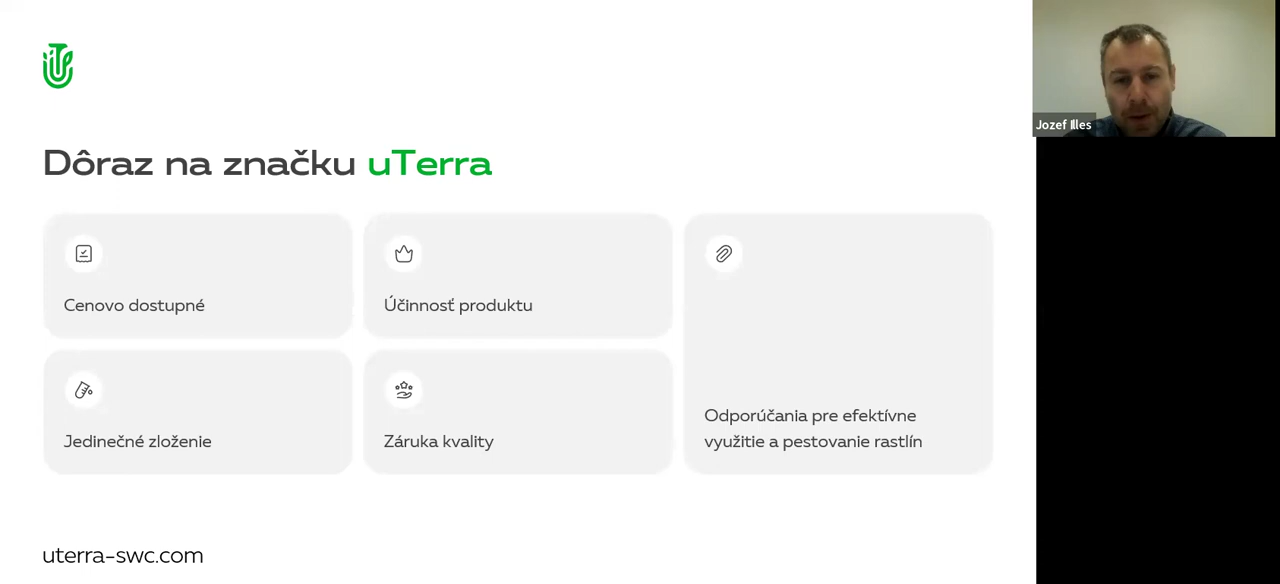 Dôraz na značku uTerra
Cenovo dostupné
Účinnosť produktu
Jedinečné zloženie
Záruka kvality
Odporúčania pre efektívne
využitie a pestovanie rastlín
uterra-swc.com
Jozef Illes